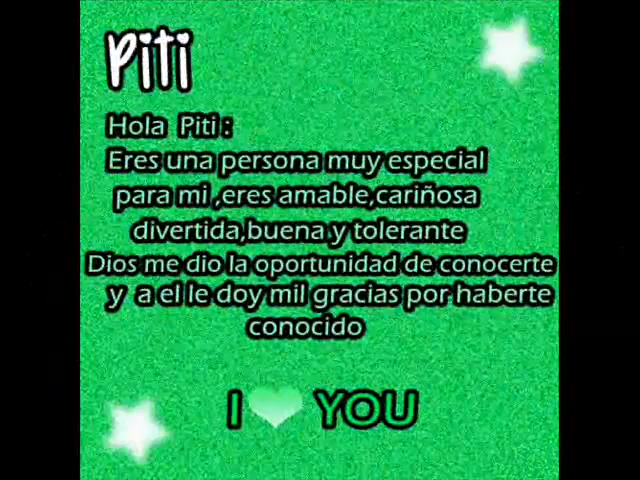 Piti
Hola Piti :
Eres una persona muy especial
para mi ,eres amable,cariñosa
divertida,buena y tolerante
Dios me dio la oportunidad de conocerte
y a el le doy mil gracias por haberte
conocido
I YOU